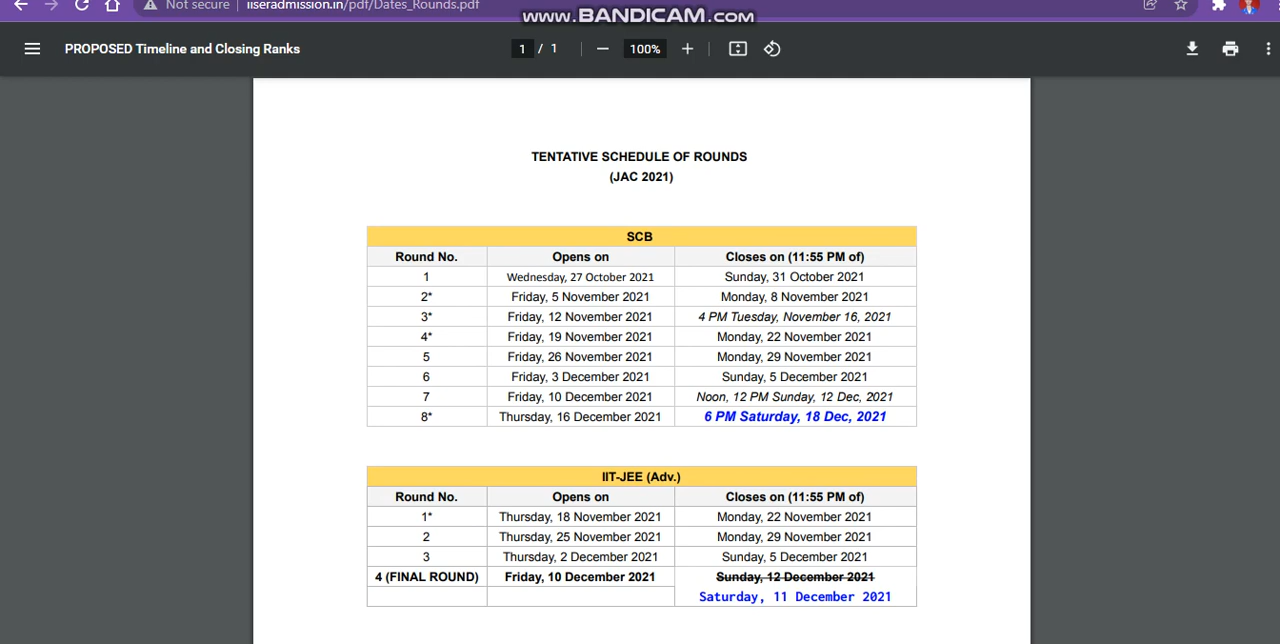 Not secure | iiseradmission.in/pdf/Dates_Rounds.pdf
www.BANDICAM.com
PROPOSED Timeline and Closing Ranks 1 / 1 100%
TENTATIVE SCHEDULE OF ROUNDS
(JAC 2021)
SCB
Round No. Opens on Closes on (11:55 PM of)
1 Wednesday, 27 October 2021 Sunday, 31 October 2021
2* Friday, 5 November 2021 Monday, 8 November 2021
3* Friday, 12 November 2021 4 PM Tuesday, November 16, 2021
4* Friday, 19 November 2021 Monday, 22 November 2021
5 Friday, 26 November 2021 Monday, 29 November 2021
6 Friday, 3 December 2021 Sunday, 5 December 2021
7 Friday, 10 December 2021 Noon, 12 PM Sunday, 12 Dec, 2021
8* Thursday, 16 December 2021 6 PM Saturday, 18 Dec, 2021
IIT-JEE (Adv.)
Round No. Opens on Closes on (11:55 PM of)
1* Thursday, 18 November 2021 Monday, 22 November 2021
2 Thursday, 25 November 2021 Monday, 29 November 2021
3 Thursday, 2 December 2021 Sunday, 5 December 2021
4 (FINAL ROUND) Friday, 10 December 2021 Sunday, 12 December 2021
Saturday, 11 December 2021